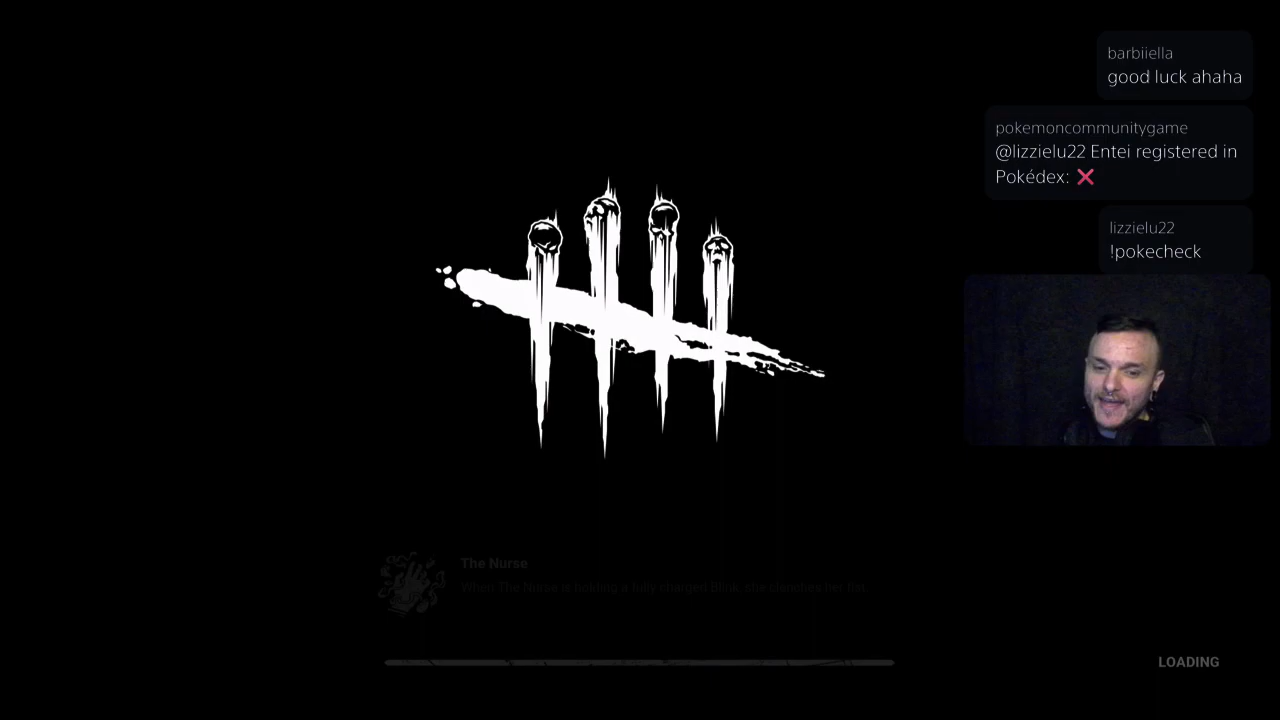 barbiiella
good luck ahaha
pokemoncommunitygame
@lizzielu22 Entei registered in
Pokédex: ❌
lizzielu22
!pokecheck
The Nurse
When The Nurse is holding a fully charged Blink, she clenches her fist.
LOADING